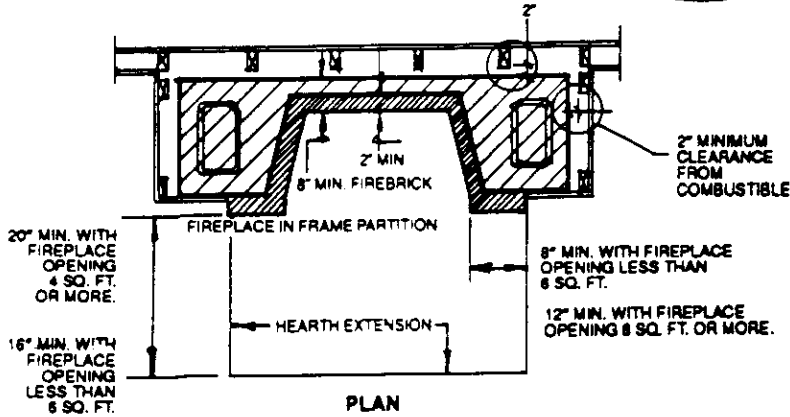 2"
2" MINIMUM
CLEARANCE
FROM
COMBUSTIBLE
2" MIN
8" MIN. FIREBRICK
FIREPLACE IN FRAME PARTITION
20" MIN. WITH
FIREPLACE
OPENING
4 SQ. FT.
OR MORE.
8" MIN. WITH FIREPLACE
OPENING LESS THAN
6 SQ. FT.
12" MIN. WITH FIREPLACE
OPENING 8 SQ. FT. OR MORE.
HEARTH EXTENSION
16" MIN. WITH
FIREPLACE
OPENING
LESS THAN
6 SQ. FT.
PLAN